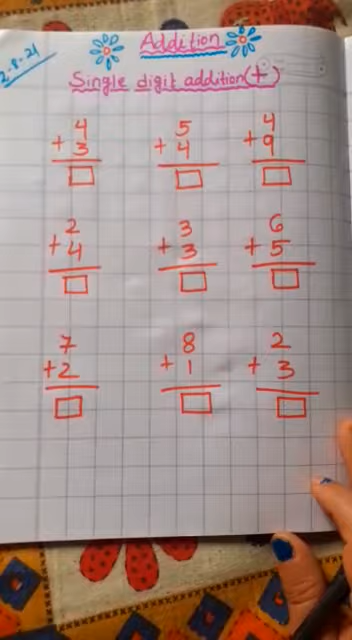 2-8-21
Addition
Single digit addition (+)
4 5 4
+ 3 + 4 + 9
2 3 6
+ 4 + 3 + 5
7 8 2
+ 2 + 1 + 3